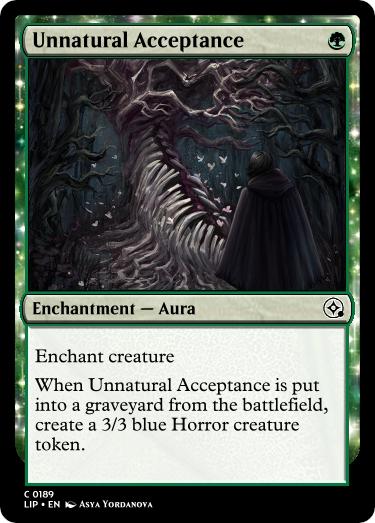 Unnatural Acceptance
Enchantment — Aura
Enchant creature
When Unnatural Acceptance is put
into a graveyard from the battlefield,
create a 3/3 blue Horror creature
token.
C 0189
LIP • EN Asya Yordanova